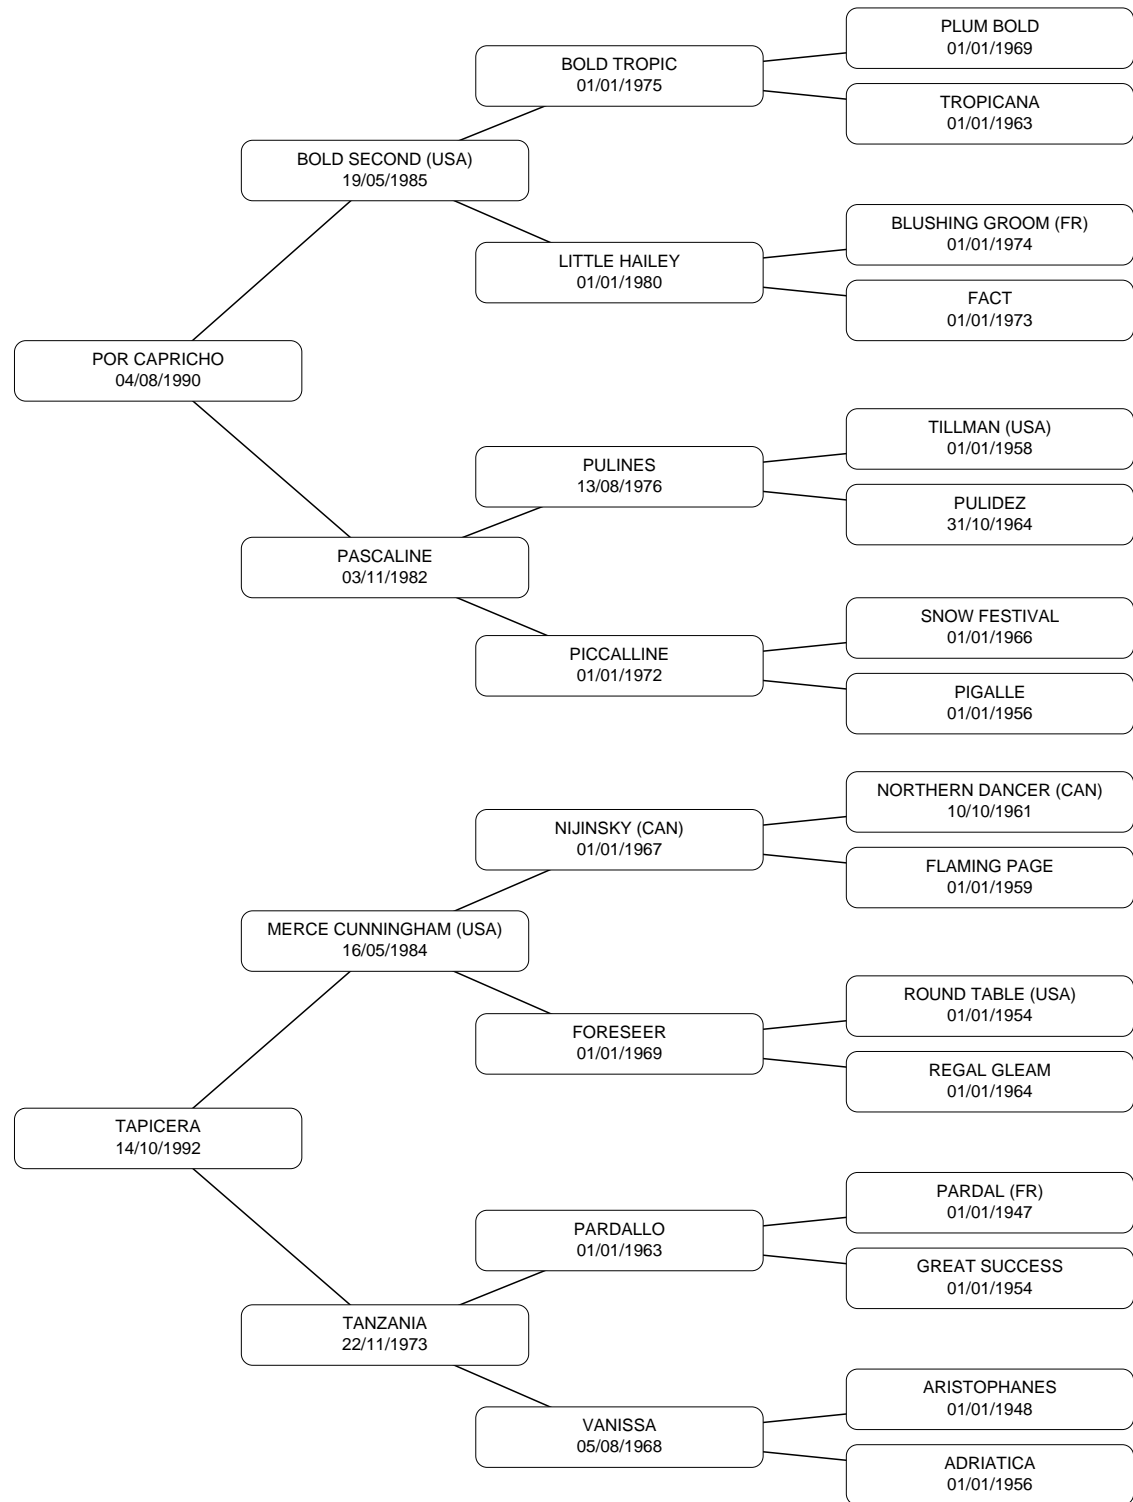 PLUM BOLD
01/01/1969
BOLD TROPIC
01/01/1975
TROPICANA
01/01/1963
BOLD SECOND (USA)
19/05/1985
BLUSHING GROOM (FR)
01/01/1974
LITTLE HAILEY
01/01/1980
FACT
01/01/1973
POR CAPRICHO
04/08/1990
TILLMAN (USA)
01/01/1958
PULINES
13/08/1976
PULIDEZ
31/10/1964
PASCALINE
03/11/1982
SNOW FESTIVAL
01/01/1966
PICCALLINE
01/01/1972
PIGALLE
01/01/1956
NORTHERN DANCER (CAN)
10/10/1961
NIJINSKY (CAN)
01/01/1967
FLAMING PAGE
01/01/1959
MERCE CUNNINGHAM (USA)
16/05/1984
ROUND TABLE (USA)
01/01/1954
FORESEER
01/01/1969
REGAL GLEAM
01/01/1964
TAPICERA
14/10/1992
PARDAL (FR)
01/01/1947
PARDALLO
01/01/1963
GREAT SUCCESS
01/01/1954
TANZANIA
22/11/1973
ARISTOPHANES
01/01/1948
VANISSA
05/08/1968
ADRIATICA
01/01/1956